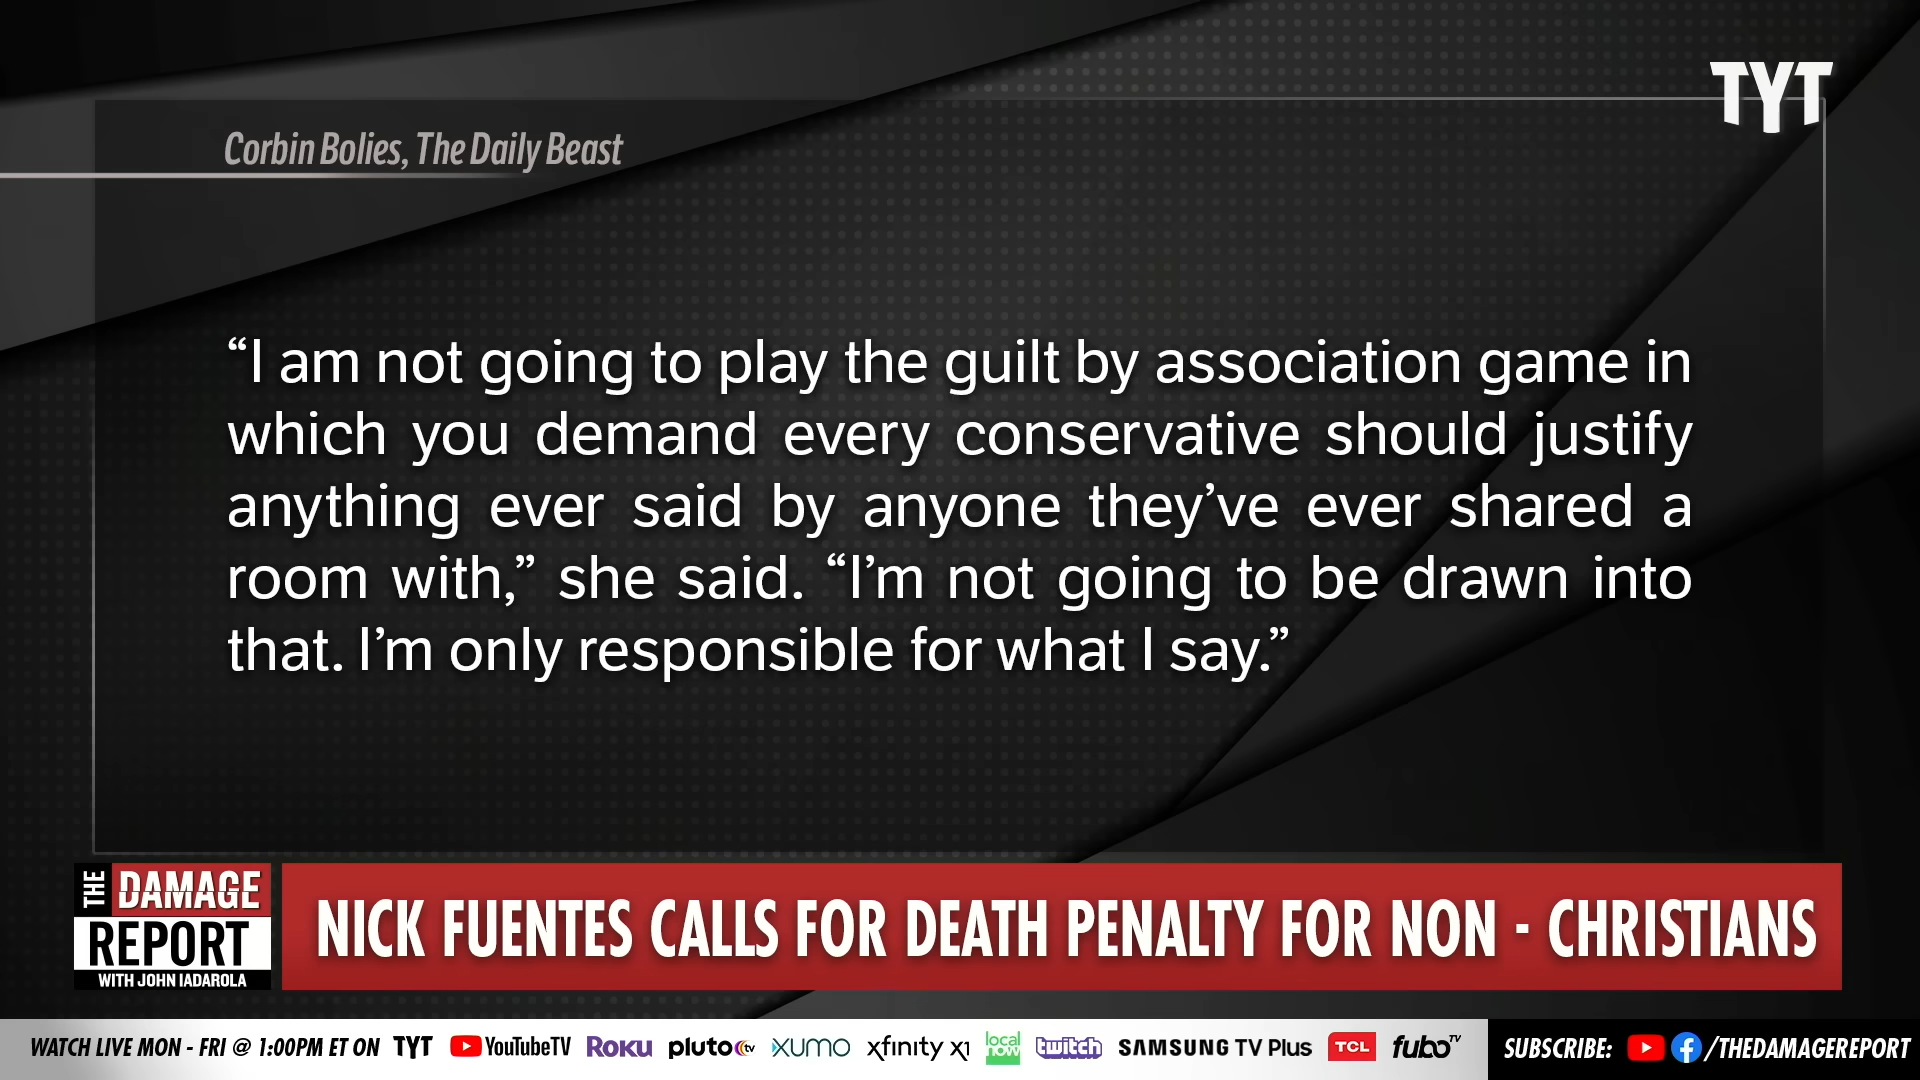 TYT
Corbin Bolies, The Daily Beast
“I am not going to play the guilt by association game in
which you demand every conservative should justify
anything ever said by anyone they’ve ever shared a
room with,” she said. “I’m not going to be drawn into
that. I’m only responsible for what I say.”
THE DAMAGE
REPORT
WITH JOHN IADAROLA
NICK FUENTES CALLS FOR DEATH PENALTY FOR NON - CHRISTIANS
WATCH LIVE MON - FRI @ 1:00PM ET ON TYT YouTubeTV ROKU pluto tv XUMO xfinity x1 local now twitch SAMSUNG TV Plus TCL fuboTV SUBSCRIBE: /THEDAMAGEREPORT